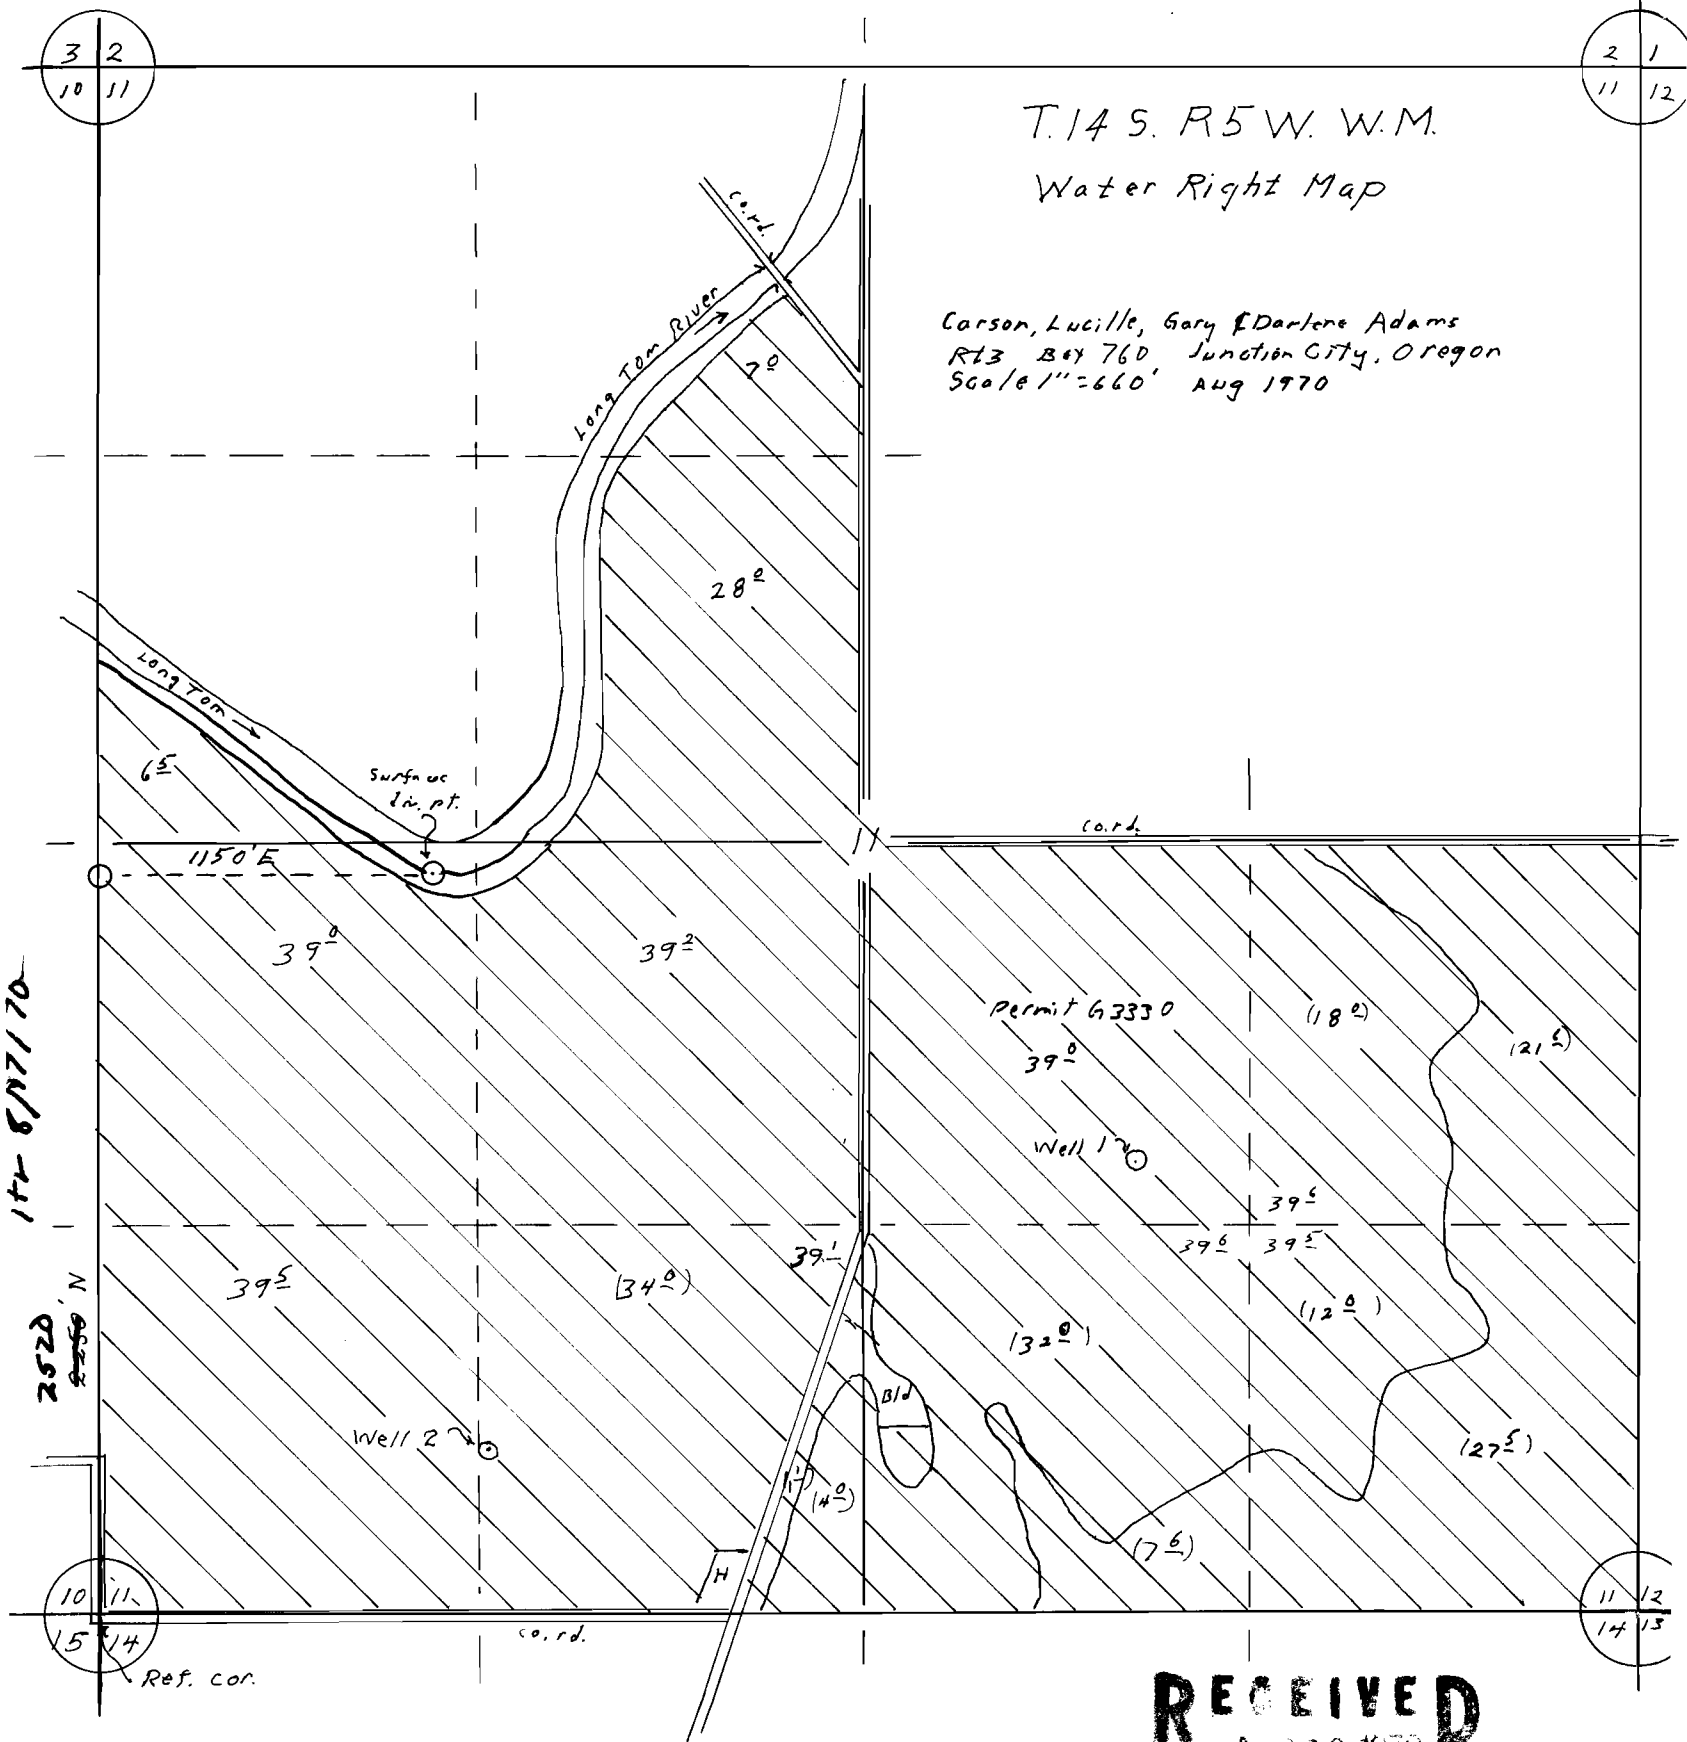 3 2
10 11
2 1
11 12
T.14 S. R5W. W.M.
Water Right Map
Co.rd.
Carson, Lucille, Gary & Darlene Adams
Rt3 Box 760 Junction City, Oregon
Scale 1"=660' Aug 1970
Long Tom River
7 0
28 0
Long Tom
6 5
Surface
div. pt.
1150'E
11
co.rd.
39 0
39 2
Permit G3330
39 0
(18 0)
(21 6)
Well 1
39 6
39 6 39 5
39 1
39 5
(34 0)
(32 0)
(12 0)
2520
2250' N
Bld
Well 2
(27 5)
(1 1)
(4 0)
(7 6)
H
10 11
15 14
11 12
14 13
co.rd.
Ref. cor.
RECEIVED